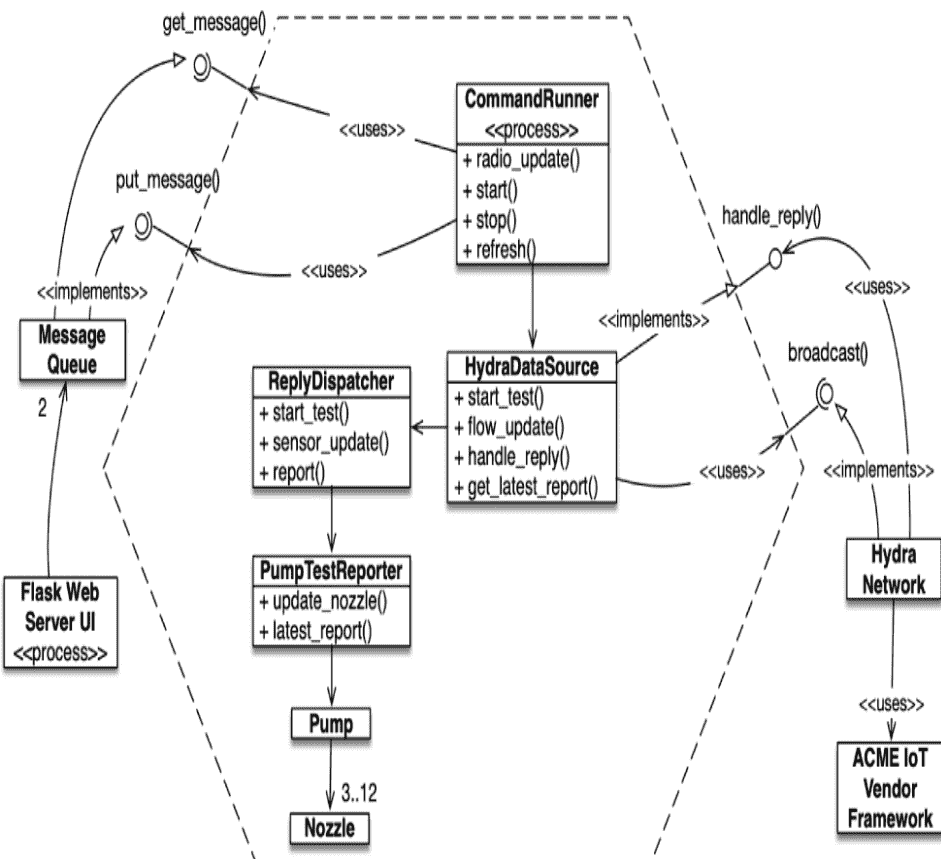 get_message()
CommandRunner
<<process>>
+ radio_update()
+ start()
+ stop()
+ refresh()
<<uses>>
put_message()
<<uses>>
<<implements>>
Message
Queue
2
handle_reply()
<<uses>>
<<implements>>
broadcast()
HydraDataSource
+ start_test()
+ flow_update()
+ handle_reply()
+ get_latest_report()
ReplyDispatcher
+ start_test()
+ sensor_update()
+ report()
<<uses>>
<<implements>>
PumpTestReporter
+ update_nozzle()
+ latest_report()
Hydra
Network
Flask Web
Server UI
<<process>>
Pump
<<uses>>
3..12
Nozzle
ACME IoT
Vendor
Framework